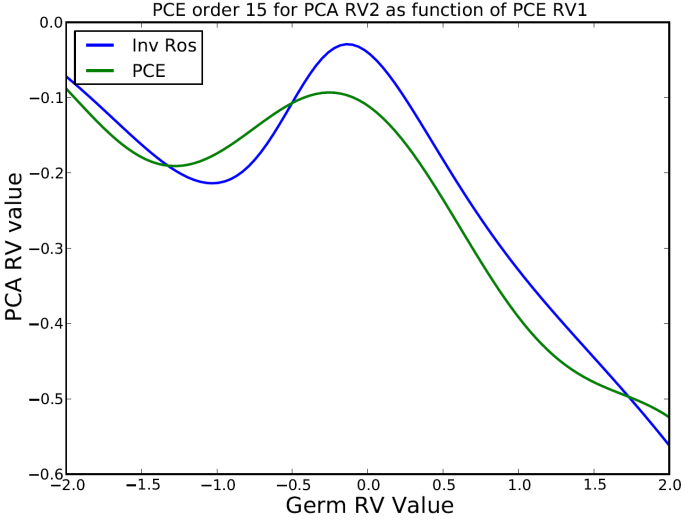 PCE order 15 for PCA RV2 as function of PCE RV1
Inv Ros
PCE
0.0
−0.1
−0.2
−0.3
−0.4
−0.5
−0.6
PCA RV value
−2.0 −1.5 −1.0 −0.5 0.0 0.5 1.0 1.5 2.0
Germ RV Value